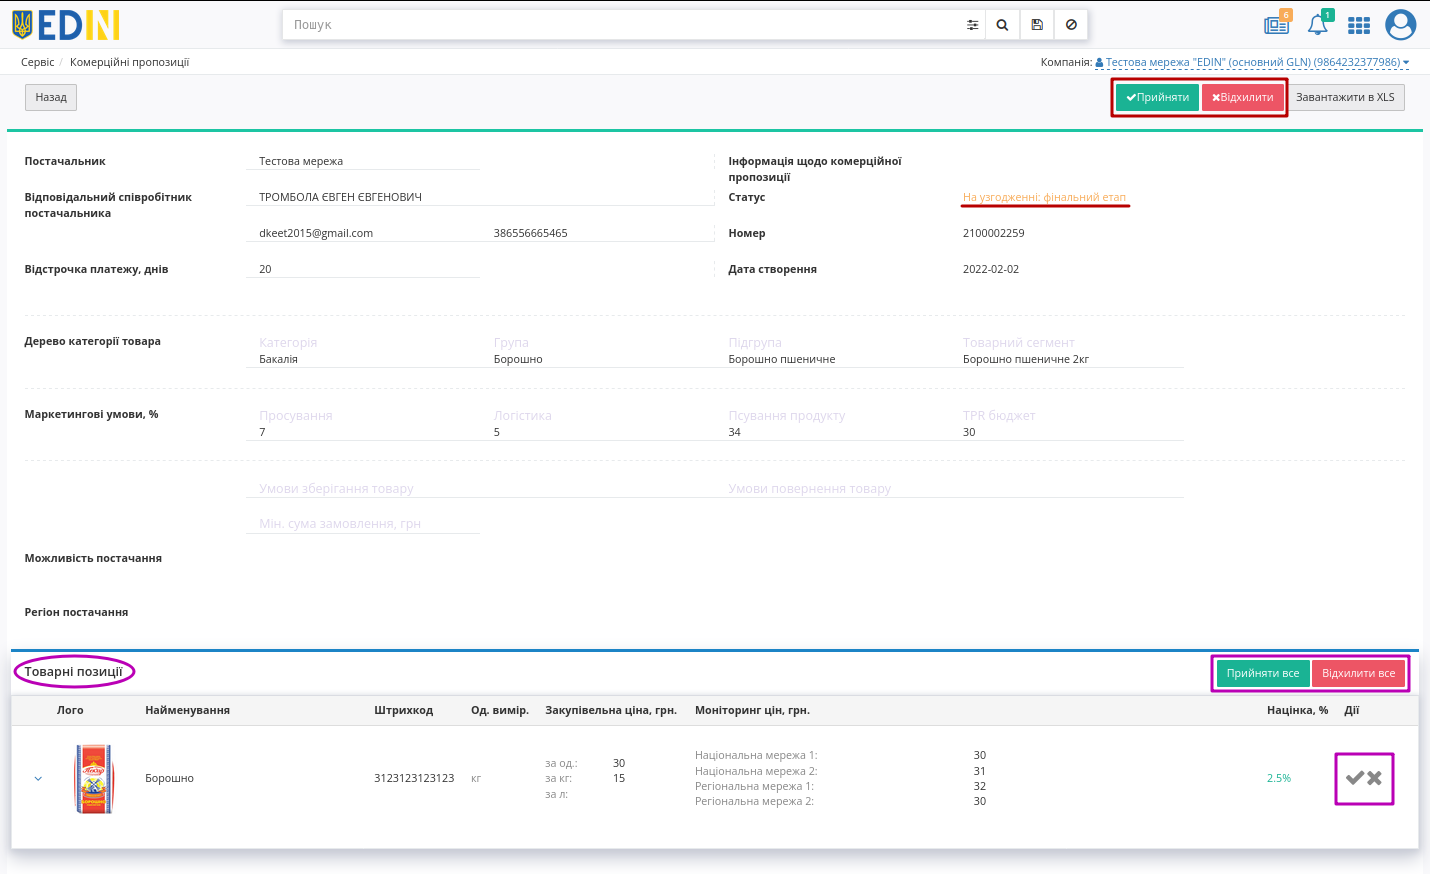 EDIN
Пошук
6
1
Сервіс / Комерційні пропозиції
Компанія: Тестова мережа "EDIN" (основний GLN) (9864232377986)
Назад
Прийняти
Відхилити
Завантажити в XLS
Постачальник
Тестова мережа
Інформація щодо комерційної
пропозиції
Відповідальний співробітник
постачальника
ТРОМБОЛА ЄВГЕН ЄВГЕНОВИЧ
Статус
На узгодженні: фінальний етап
dkeet2015@gmail.com
386556665465
Номер
2100002259
Відстрочка платежу, днів
20
Дата створення
2022-02-02
Дерево категорії товара
Категорія
Бакалія
Група
Борошно
Підгрупа
Борошно пшеничне
Товарний сегмент
Борошно пшеничне 2кг
Маркетингові умови, %
Просування
7
Логістика
5
Псування продукту
34
TPR бюджет
30
Умови зберігання товару
Умови повернення товару
Мін. сума замовлення, грн
Можливість постачання
Регіон постачання
Товарні позиції
Прийняти все
Відхилити все
Лого
Найменування
Штрихкод
Од. вимір.
Закупівельна ціна, грн.
Моніторинг цін, грн.
Націнка, %
Дії
БОРОШНО
Борошно
3123123123123
кг
за од.: 30
за кг: 15
за л:
Національна мережа 1: 30
Національна мережа 2: 31
Регіональна мережа 1: 32
Регіональна мережа 2: 30
2.5%